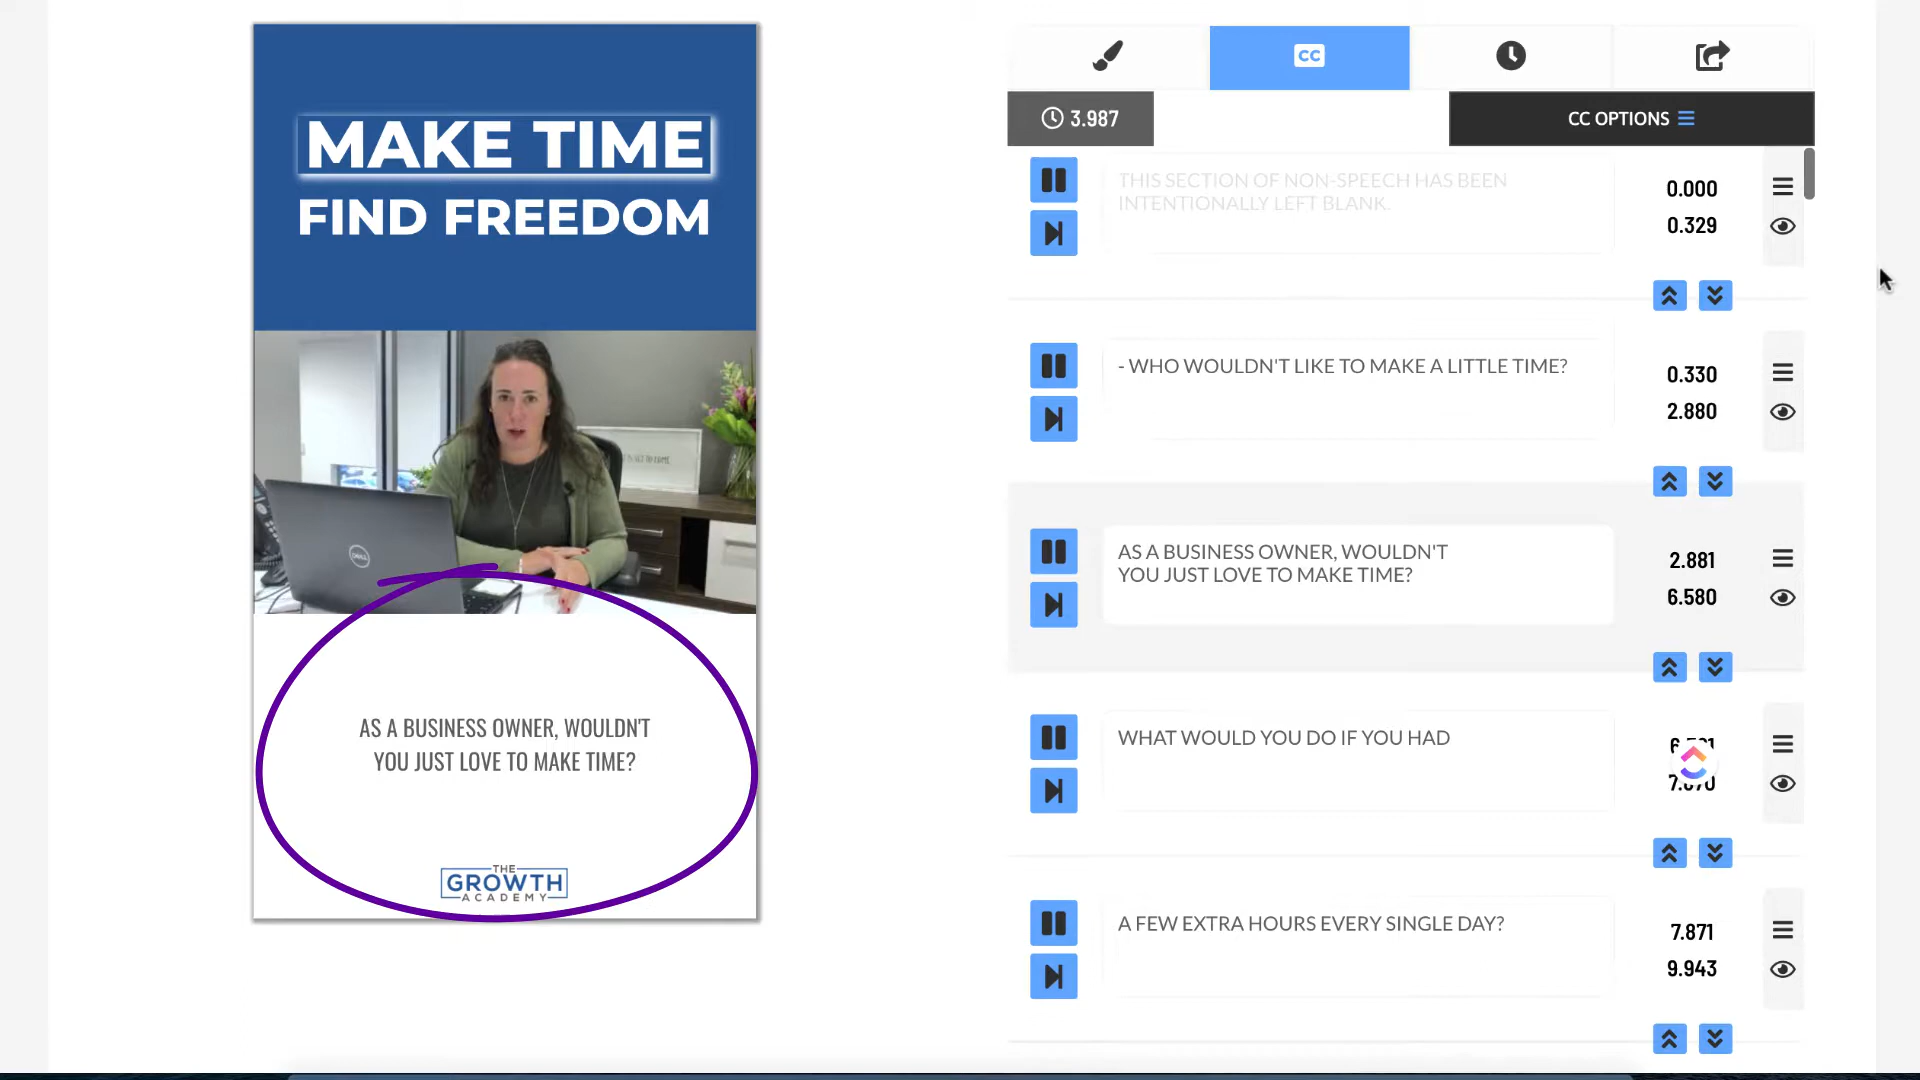 MAKE TIME
FIND FREEDOM
DELL
AS A BUSINESS OWNER, WOULDN'T
YOU JUST LOVE TO MAKE TIME?
THE
GROWTH
ACADEMY
CC
3.987
CC OPTIONS
THIS SECTION OF NON-SPEECH HAS BEEN
INTENTIONALLY LEFT BLANK.
0.000
0.329
- WHO WOULDN'T LIKE TO MAKE A LITTLE TIME?
0.330
2.880
AS A BUSINESS OWNER, WOULDN'T
YOU JUST LOVE TO MAKE TIME?
2.881
6.580
WHAT WOULD YOU DO IF YOU HAD
A FEW EXTRA HOURS EVERY SINGLE DAY?
7.871
9.943